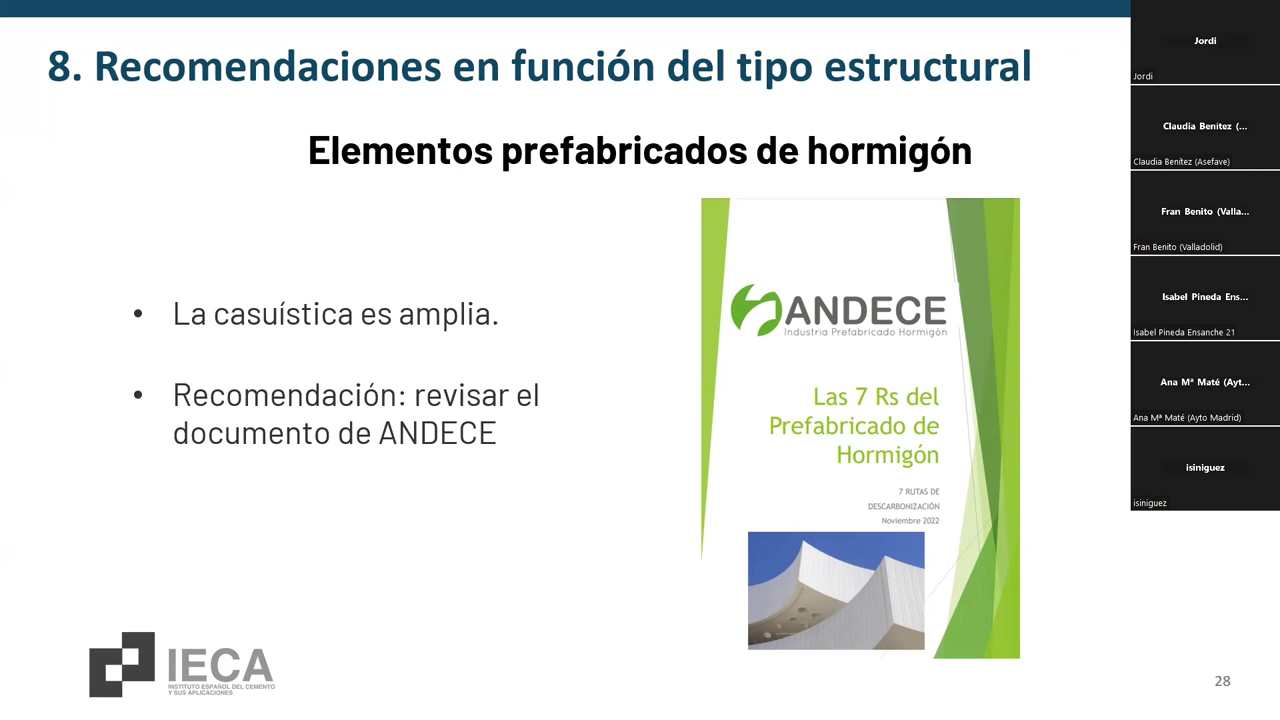 8. Recomendaciones en función del tipo estructural
Elementos prefabricados de hormigón
• La casuística es amplia.
• Recomendación: revisar el
documento de ANDECE
ANDECE
Industria Prefabricado Hormigón
Las 7 Rs del
Prefabricado de
Hormigón
7 RUTAS DE
DESCARBONIZACIÓN
Noviembre 2022
IECA
INSTITUTO ESPAÑOL DEL CEMENTO
Y SUS APLICACIONES
28
Jordi
Jordi
Claudia Benítez (...
Claudia Benítez (Asefave)
Fran Benito (Valla...
Fran Benito (Valladolid)
Isabel Pineda Ens...
Isabel Pineda Ensanche 21
Ana Mª Maté (Ayt...
Ana Mª Maté (Ayto Madrid)
isiniguez
isiniguez